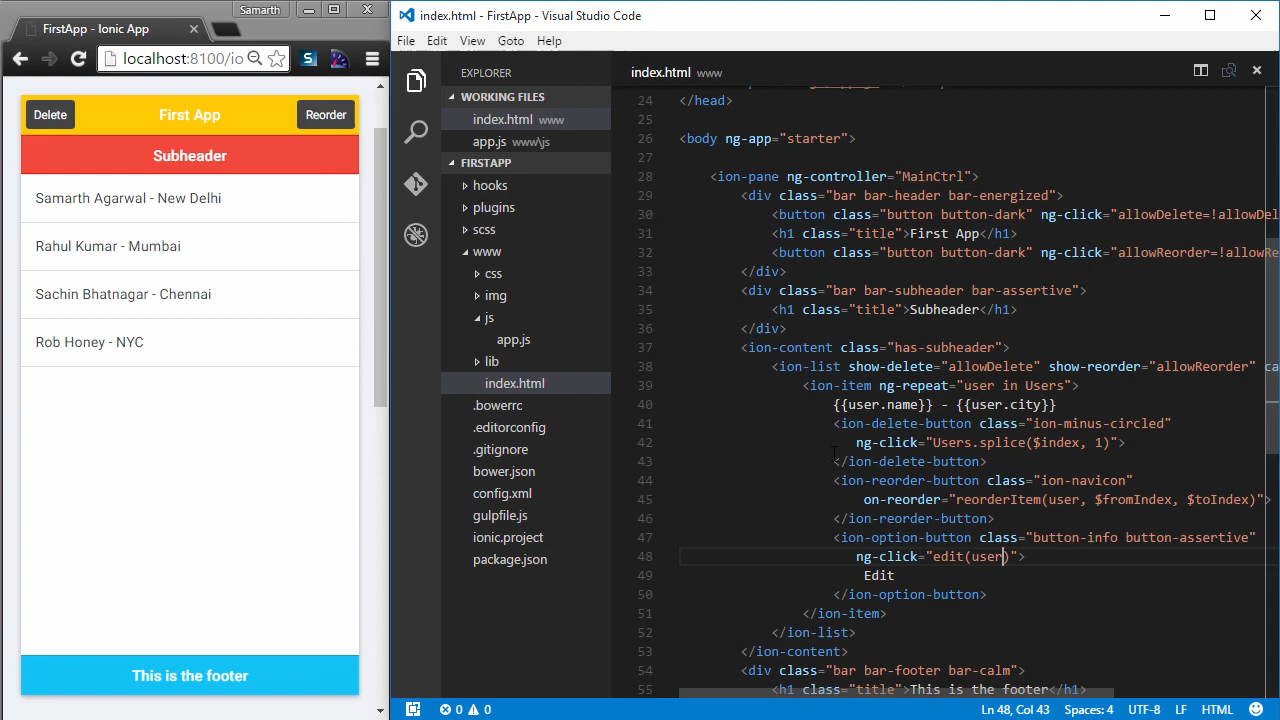 Samarth
FirstApp - Ionic App
localhost:8100/io
S
Delete
First App
Reorder
Subheader
Samarth Agarwal - New Delhi
Rahul Kumar - Mumbai
Sachin Bhatnagar - Chennai
Rob Honey - NYC
This is the footer
index.html - FirstApp - Visual Studio Code
File Edit View Goto Help
EXPLORER
WORKING FILES
index.html www
app.js www\js
FIRSTAPP
hooks
plugins
scss
www
css
img
js
app.js
lib
index.html
.bowerrc
.editorconfig
.gitignore
bower.json
config.xml
gulpfile.js
ionic.project
package.json
index.html www
24 </head>
25
26 <body ng-app="starter">
27
28 <ion-pane ng-controller="MainCtrl">
29 <div class="bar bar-header bar-energized">
30 <button class="button button-dark" ng-click="allowDelete=!allowDel
31 <h1 class="title">First App</h1>
32 <button class="button button-dark" ng-click="allowReorder=!allowRe
33 </div>
34 <div class="bar bar-subheader bar-assertive">
35 <h1 class="title">Subheader</h1>
36 </div>
37 <ion-content class="has-subheader">
38 <ion-list show-delete="allowDelete" show-reorder="allowReorder" ca
39 <ion-item ng-repeat="user in Users">
40 {{user.name}} - {{user.city}}
41 <ion-delete-button class="ion-minus-circled"
42 ng-click="Users.splice($index, 1)">
43 </ion-delete-button>
44 <ion-reorder-button class="ion-navicon"
45 on-reorder="reorderItem(user, $fromIndex, $toIndex)">
46 </ion-reorder-button>
47 <ion-option-button class="button-info button-assertive"
48 ng-click="edit(user)">
49 Edit
50 </ion-option-button>
51 </ion-item>
52 </ion-list>
53 </ion-content>
54 <div class="bar bar-footer bar-calm">
55 <h1 class="title">This is the footer</h1>
0 0 Ln 48, Col 43 Spaces: 4 UTF-8 LF HTML